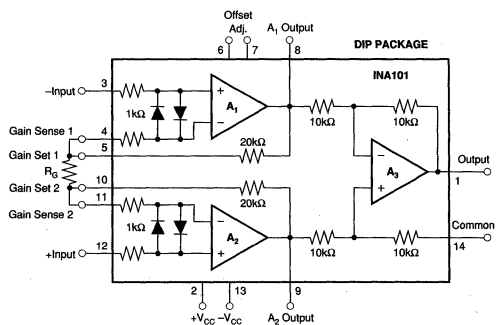 Offset
Adj.
A1 Output
6 7 8
DIP PACKAGE
INA101
3
–Input
1kΩ
+
A1
–
10kΩ
10kΩ
Gain Sense 1
4
Gain Set 1
5
20kΩ
RG
–
A3
+
Output
1
Gain Set 2
10
20kΩ
Gain Sense 2
11
1kΩ
–
A2
+
Common
14
+Input
12
10kΩ
10kΩ
2 13 9
+VCC –VCC A2 Output